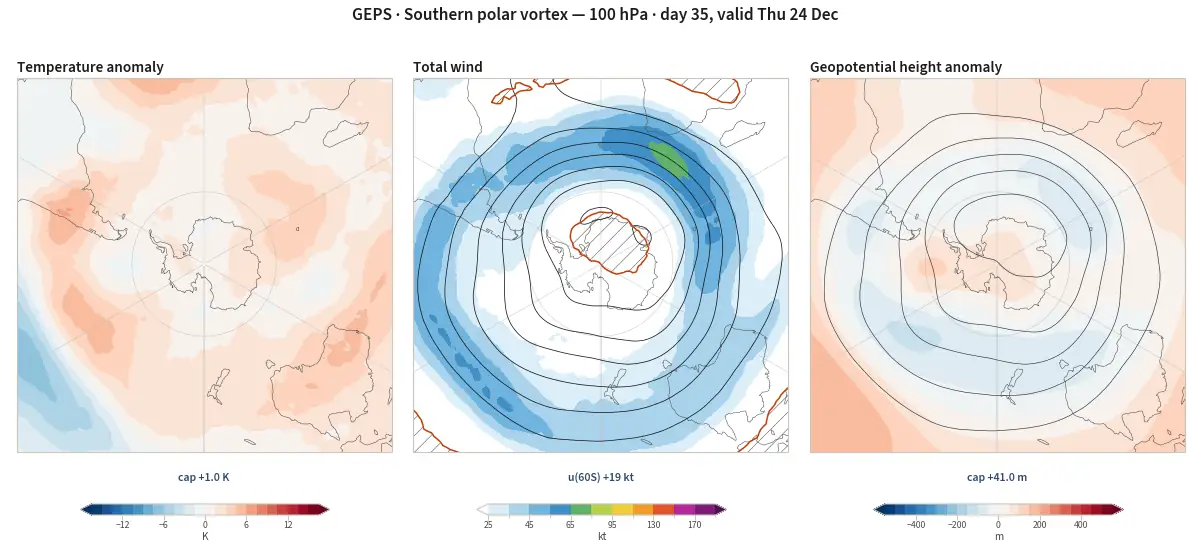 GEPS · Southern polar vortex — 100 hPa · day 35, valid Thu 24 Dec
Temperature anomaly
Total wind
Geopotential height anomaly
cap +1.0 K
u(60S) +19 kt
cap +41.0 m
−12 −6 0 6 12
K
25 45 65 95 130 170
kt
−400 −200 0 200 400
m